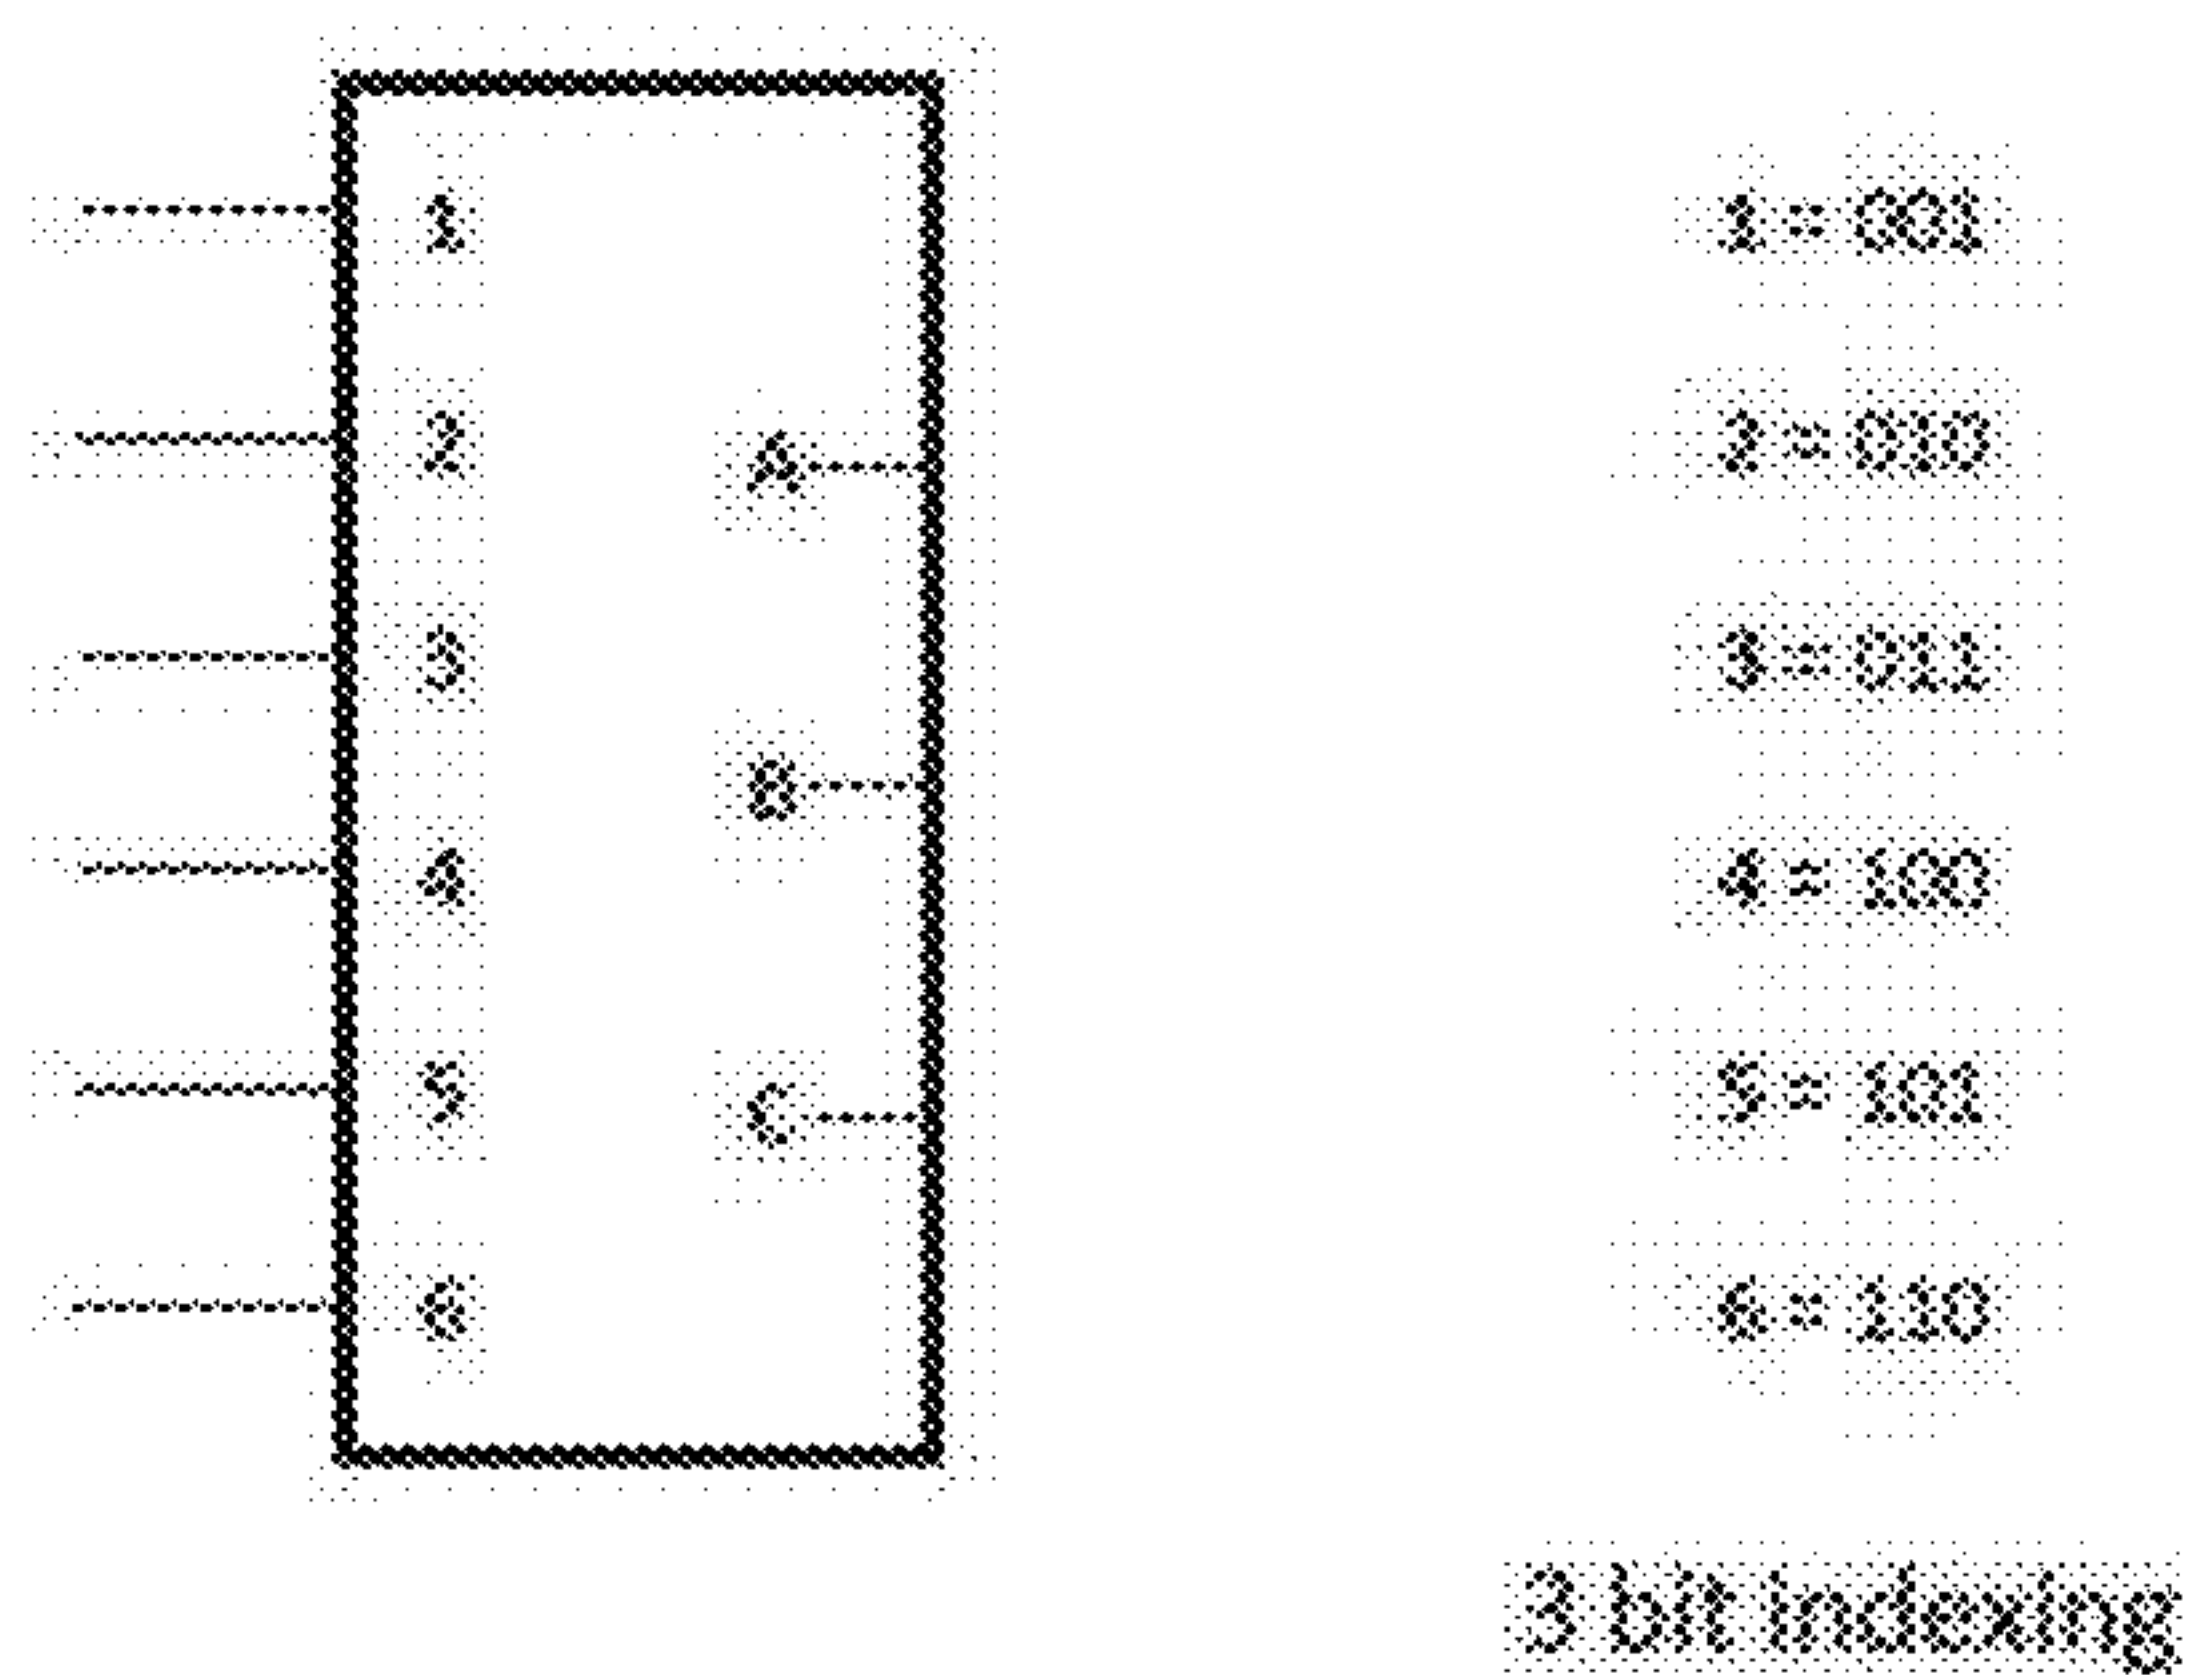 1
2
3
4
5
6
A
B
C
1 = 001
2 = 010
3 = 011
4 = 100
5 = 101
6 = 110
3 bit indexing